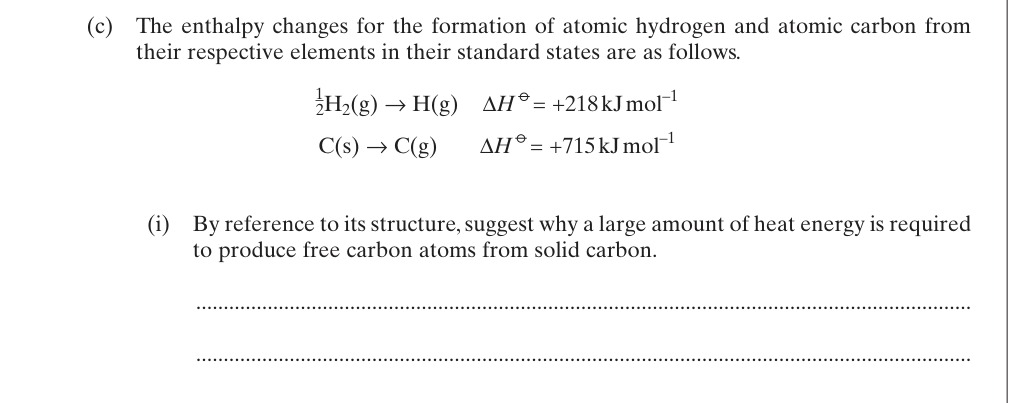 (c) The enthalpy changes for the formation of atomic hydrogen and atomic carbon from
their respective elements in their standard states are as follows.
½H₂(g) → H(g) ΔH⦵ = +218 kJ mol⁻¹
C(s) → C(g) ΔH⦵ = +715 kJ mol⁻¹
(i) By reference to its structure, suggest why a large amount of heat energy is required
to produce free carbon atoms from solid carbon.